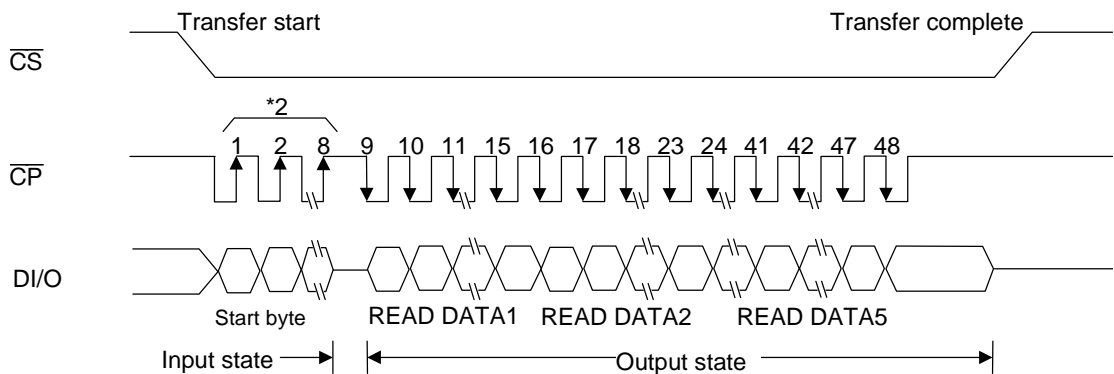 Transfer start Transfer complete
CS
*2
1 2 8 9 10 11 15 16 17 18 23 24 41 42 47 48
CP
DI/O
Start byte READ DATA1 READ DATA2 READ DATA5
Input state Output state